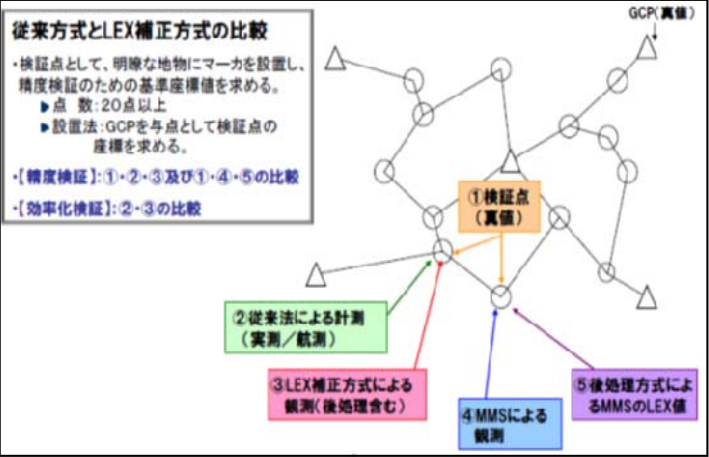 従来方式とLEX補正方式の比較
・検証点として、明瞭な地物にマーカを設置し、
精度検証のための基準座標値を求める。
点 数:20点以上
設置法:GCPを与点として検証点の
座標を求める。
・【精度検証】:①・②・③及び①・④・⑤の比較
・【効率化検証】:②・③の比較
GCP(真値)
①検証点
(真値)
②従来法による計測
(実測/航測)
③LEX補正方式による
観測(後処理含む)
④MMSによる
観測
⑤後処理方式によ
るMMSのLEX値